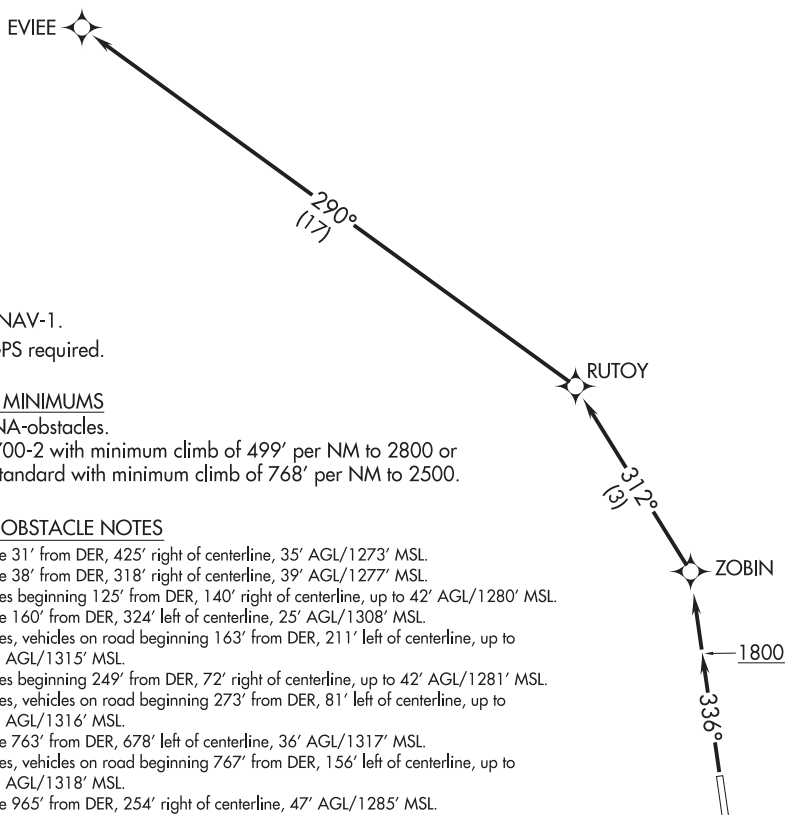 EVIEE
290°
(17)
NAV-1.
PS required.
RUTOY
MINIMUMS
NA-obstacles.
700-2 with minimum climb of 499' per NM to 2800 or
tandard with minimum climb of 768' per NM to 2500.
312°
(3)
OBSTACLE NOTES
e 31' from DER, 425' right of centerline, 35' AGL/1273' MSL.
e 38' from DER, 318' right of centerline, 39' AGL/1277' MSL.
es beginning 125' from DER, 140' right of centerline, up to 42' AGL/1280' MSL.
e 160' from DER, 324' left of centerline, 25' AGL/1308' MSL.
es, vehicles on road beginning 163' from DER, 211' left of centerline, up to
AGL/1315' MSL.
es beginning 249' from DER, 72' right of centerline, up to 42' AGL/1281' MSL.
es, vehicles on road beginning 273' from DER, 81' left of centerline, up to
AGL/1316' MSL.
e 763' from DER, 678' left of centerline, 36' AGL/1317' MSL.
es, vehicles on road beginning 767' from DER, 156' left of centerline, up to
AGL/1318' MSL.
e 965' from DER, 254' right of centerline, 47' AGL/1285' MSL.
ZOBIN
1800
336°